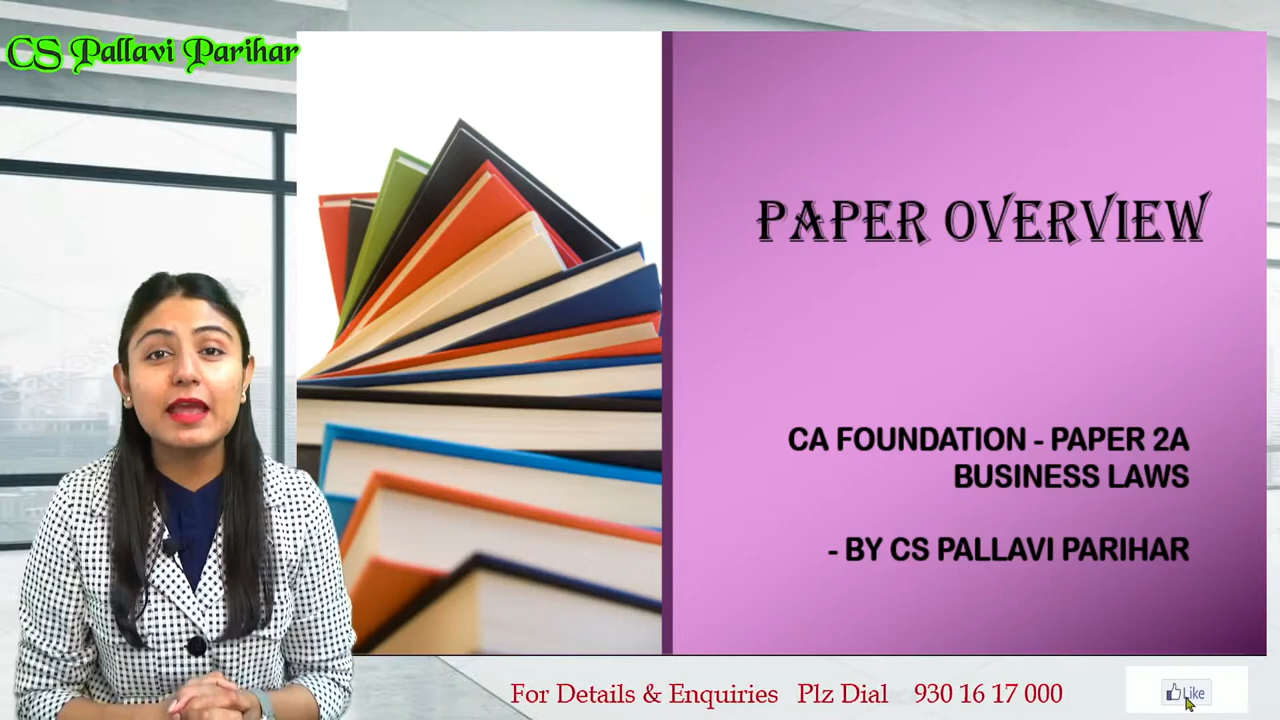 CS Pallavi Parihar
PAPER OVERVIEW
CA FOUNDATION - PAPER 2A
BUSINESS LAWS
- BY CS PALLAVI PARIHAR
For Details & Enquiries Plz Dial 930 16 17 000
Like